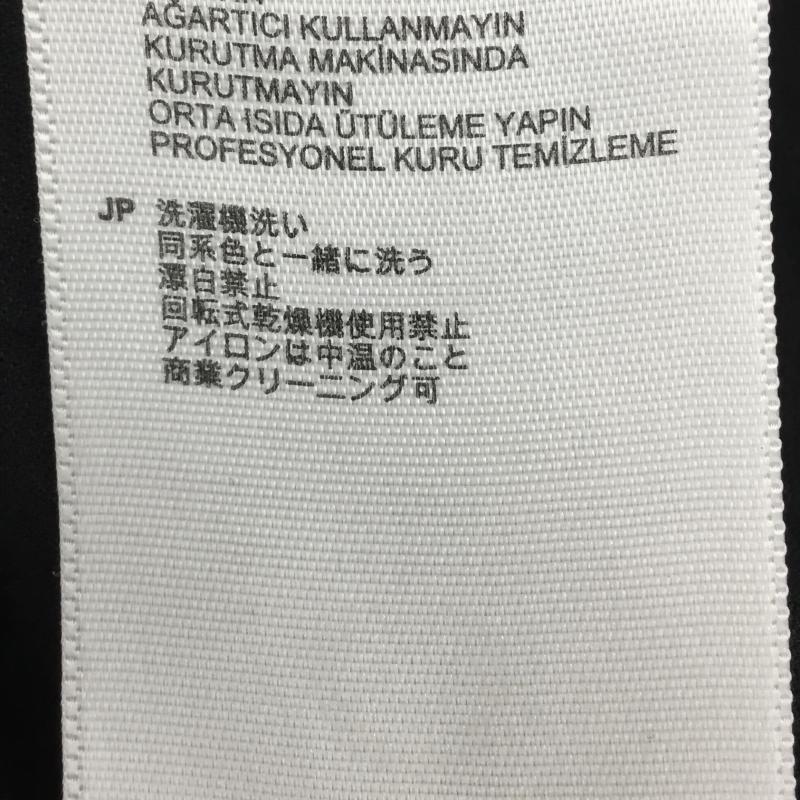 AĞARTICI KULLANMAYIN
KURUTMA MAKİNASINDA
KURUTMAYIN
ORTA ISIDA ÜTÜLEME YAPIN
PROFESYONEL KURU TEMİZLEME
JP 洗濯機洗い
同系色と一緒に洗う
漂白禁止
回転式乾燥機使用禁止
アイロンは中温のこと
商業クリーニング可